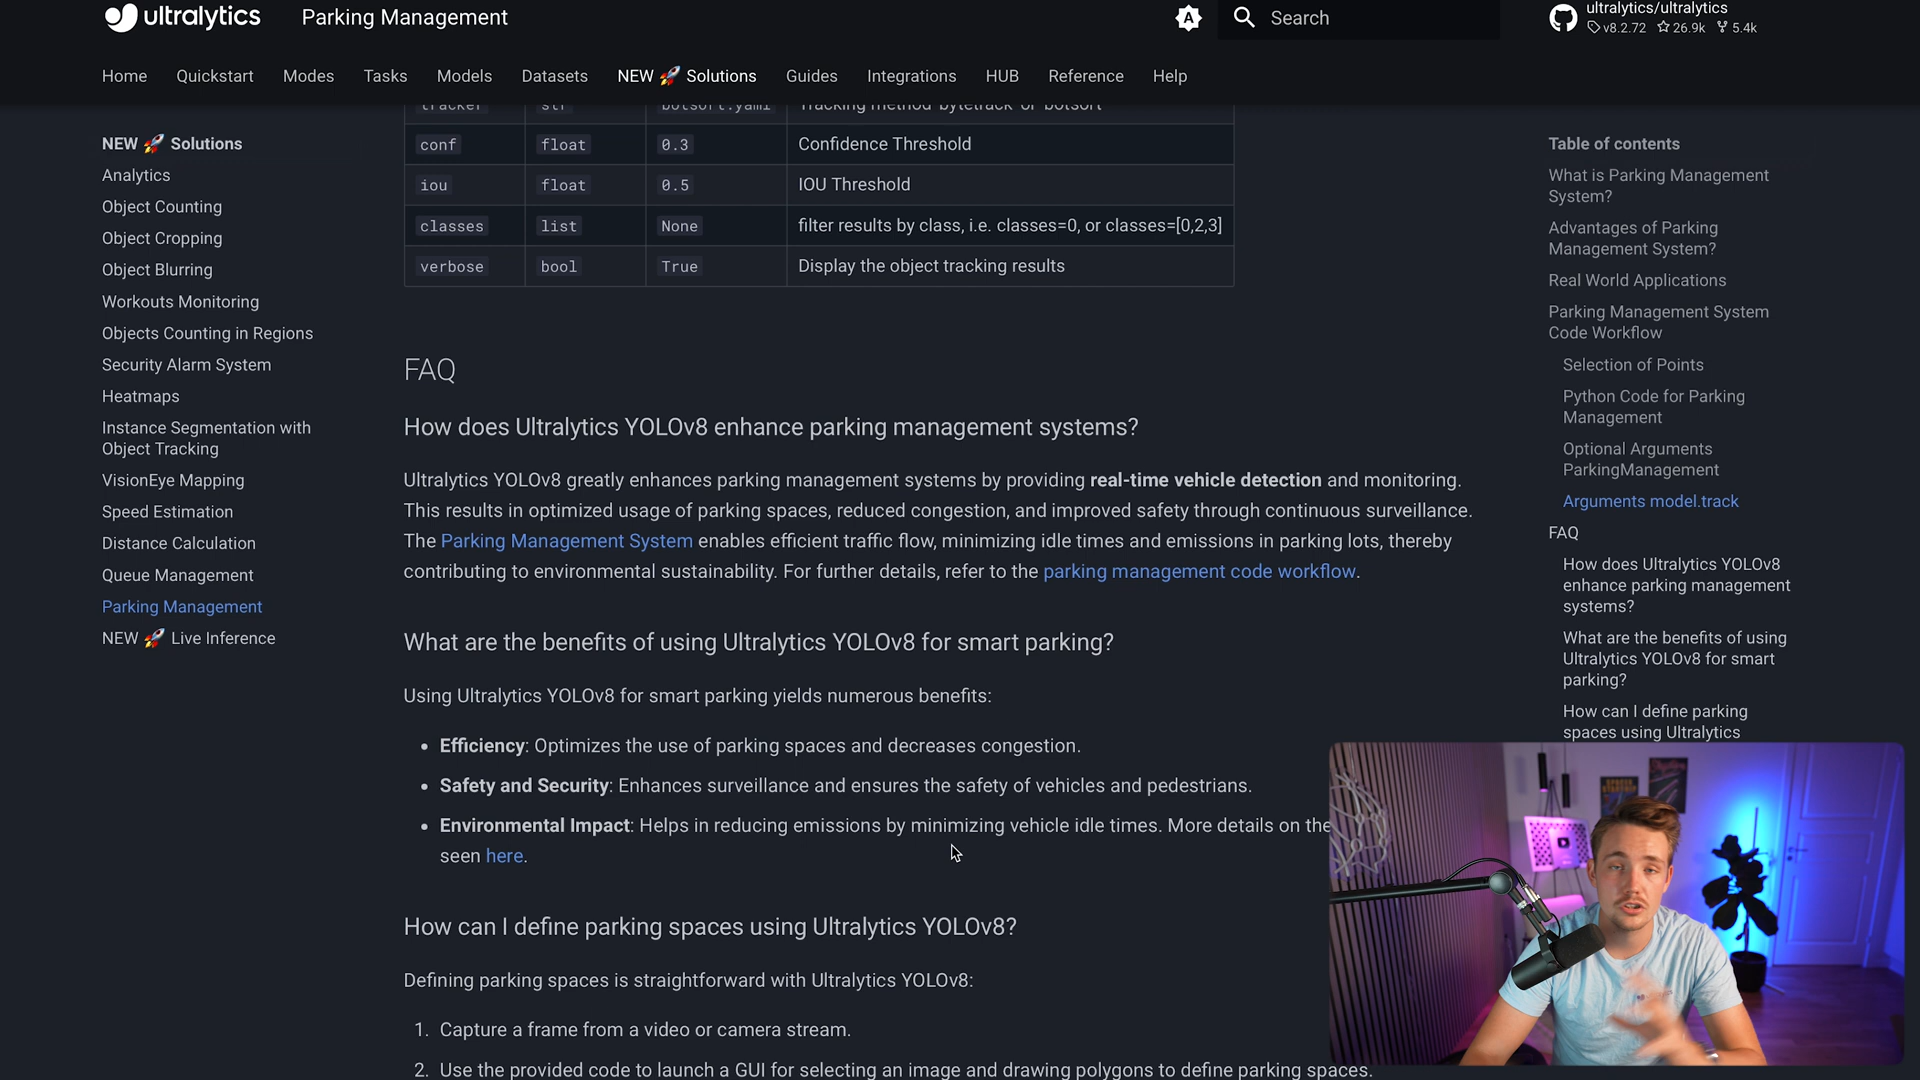 ultralytics
Parking Management
A
Search
ultralytics/ultralytics
v8.2.72 26.9k 5.4k
Home Quickstart Modes Tasks Models Datasets NEW 🚀 Solutions Guides Integrations HUB Reference Help
NEW 🚀 Solutions
Analytics
Object Counting
Object Cropping
Object Blurring
Workouts Monitoring
Objects Counting in Regions
Security Alarm System
Heatmaps
Instance Segmentation with
Object Tracking
VisionEye Mapping
Speed Estimation
Distance Calculation
Queue Management
Parking Management
NEW 🚀 Live Inference
tracker str botsort.yaml Tracking method 'bytetrack' or 'botsort'
conf float 0.3 Confidence Threshold
iou float 0.5 IOU Threshold
classes list None filter results by class, i.e. classes=0, or classes=[0,2,3]
verbose bool True Display the object tracking results
FAQ
How does Ultralytics YOLOv8 enhance parking management systems?
Ultralytics YOLOv8 greatly enhances parking management systems by providing real-time vehicle detection and monitoring.
This results in optimized usage of parking spaces, reduced congestion, and improved safety through continuous surveillance.
The Parking Management System enables efficient traffic flow, minimizing idle times and emissions in parking lots, thereby
contributing to environmental sustainability. For further details, refer to the parking management code workflow.
What are the benefits of using Ultralytics YOLOv8 for smart parking?
Using Ultralytics YOLOv8 for smart parking yields numerous benefits:
• Efficiency: Optimizes the use of parking spaces and decreases congestion.
• Safety and Security: Enhances surveillance and ensures the safety of vehicles and pedestrians.
• Environmental Impact: Helps in reducing emissions by minimizing vehicle idle times. More details on the
seen here.
How can I define parking spaces using Ultralytics YOLOv8?
Defining parking spaces is straightforward with Ultralytics YOLOv8:
1. Capture a frame from a video or camera stream.
2. Use the provided code to launch a GUI for selecting an image and drawing polygons to define parking spaces.
Table of contents
What is Parking Management
System?
Advantages of Parking
Management System?
Real World Applications
Parking Management System
Code Workflow
Selection of Points
Python Code for Parking
Management
Optional Arguments
ParkingManagement
Arguments model.track
FAQ
How does Ultralytics YOLOv8
enhance parking management
systems?
What are the benefits of using
Ultralytics YOLOv8 for smart
parking?
How can I define parking
spaces using Ultralytics